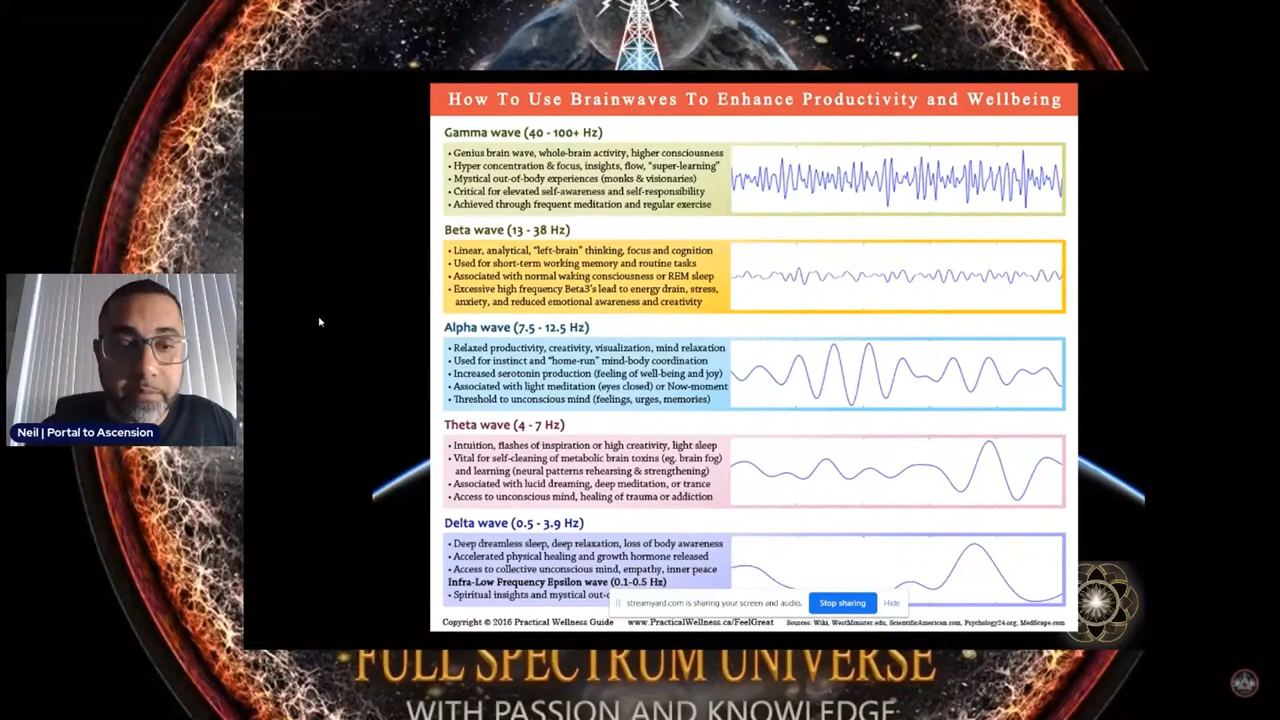 How To Use Brainwaves To Enhance Productivity and Wellbeing
Gamma wave (40 - 100+ Hz)
• Genius brain wave, whole-brain activity, higher consciousness
• Hyper concentration & focus, insights, flow, "super-learning"
• Mystical out-of-body experiences (monks & visionaries)
• Critical for elevated self-awareness and self-responsibility
• Achieved through frequent meditation and regular exercise
Beta wave (13 - 38 Hz)
• Linear, analytical, "left-brain" thinking, focus and cognition
• Used for short-term working memory and routine tasks
• Associated with normal waking consciousness or REM sleep
• Excessive high frequency Beta3's lead to energy drain, stress,
anxiety, and reduced emotional awareness and creativity
Alpha wave (7.5 - 12.5 Hz)
• Relaxed productivity, creativity, visualization, mind relaxation
• Used for instinct and "home-run" mind-body coordination
• Increased serotonin production (feeling of well-being and joy)
• Associated with light meditation (eyes closed) or Now-moment
• Threshold to unconscious mind (feelings, urges, memories)
Theta wave (4 - 7 Hz)
• Intuition, flashes of inspiration or high creativity, light sleep
• Vital for self-cleaning of metabolic brain toxins (eg. brain fog)
and learning (neural patterns rehearsing & strengthening)
• Associated with lucid dreaming, deep meditation, or trance
• Access to unconscious mind, healing of trauma or addiction
Delta wave (0.5 - 3.9 Hz)
• Deep dreamless sleep, deep relaxation, loss of body awareness
• Accelerated physical healing and growth hormone released
• Access to collective unconscious mind, empathy, inner peace
Infra-Low Frequency Epsilon wave (0.1-0.5 Hz)
• Spiritual insights and mystical out-
streamyard.com is sharing your screen and audio.
Stop sharing
Hide
Copyright © 2016 Practical Wellness Guide www.PracticalWellness.ca/FeelGreat Sources: Wiki, WestMinister.edu, ScientificAmerican.com, Psychology24.org, MedScape.com
Neil | Portal to Ascension
FULL SPECTRUM UNIVERSE
WITH PASSION AND KNOWLEDGE